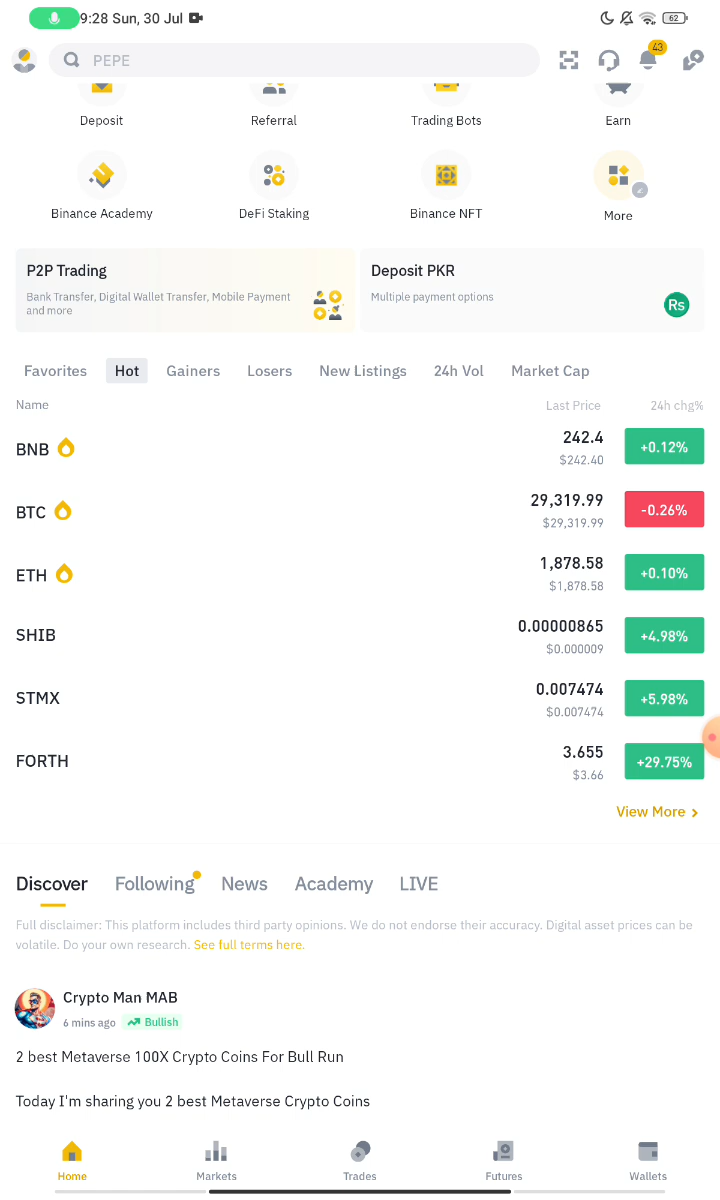 9:28 Sun, 30 Jul
62
PEPE
43
Deposit
Referral
Trading Bots
Earn
Binance Academy
DeFi Staking
Binance NFT
More
P2P Trading
Bank Transfer, Digital Wallet Transfer, Mobile Payment
and more
Deposit PKR
Multiple payment options
Rs
Favorites
Hot
Gainers
Losers
New Listings
24h Vol
Market Cap
Name
Last Price
24h chg%
BNB
242.4
$242.40
+0.12%
BTC
29,319.99
$29,319.99
-0.26%
ETH
1,878.58
$1,878.58
+0.10%
SHIB
0.00000865
$0.000009
+4.98%
STMX
0.007474
$0.007474
+5.98%
FORTH
3.655
$3.66
+29.75%
View More
Discover
Following
News
Academy
LIVE
Full disclaimer: This platform includes third party opinions. We do not endorse their accuracy. Digital asset prices can be
volatile. Do your own research. See full terms here.
Crypto Man MAB
6 mins ago
Bullish
2 best Metaverse 100X Crypto Coins For Bull Run
Today I'm sharing you 2 best Metaverse Crypto Coins
Home
Markets
Trades
Futures
Wallets